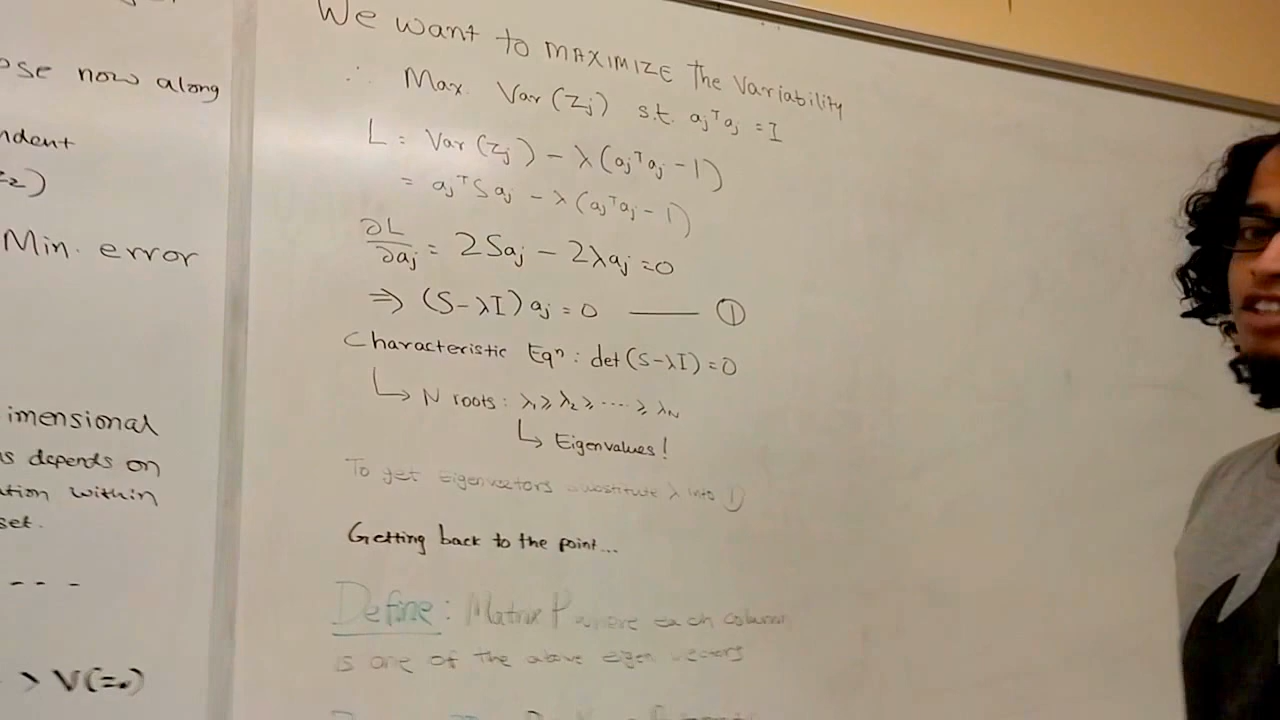 ose now along
ndent
Min. error
imensional
s depends on
ation within
set.
- - -
We want to MAXIMIZE the Variability
∴ Max. Var(Zj) s.t. ajᵀaj = I
L = Var(Zj) - λ(ajᵀaj - 1)
= ajᵀSaj - λ(ajᵀaj - 1)
∂L/∂aj = 2Saj - 2λaj = 0
⇒ (S-λI)aj = 0 —— ①
Characteristic Eqⁿ: det(S-λI)=0
↳ N roots: λ₁ ≥ λ₂ ≥ ···· ≥ λN
↳ Eigenvalues!
To get Eigenvectors substitute λ into ①
Getting back to the point...
Define: Matrix P where each column
is one of the above eigen vectors